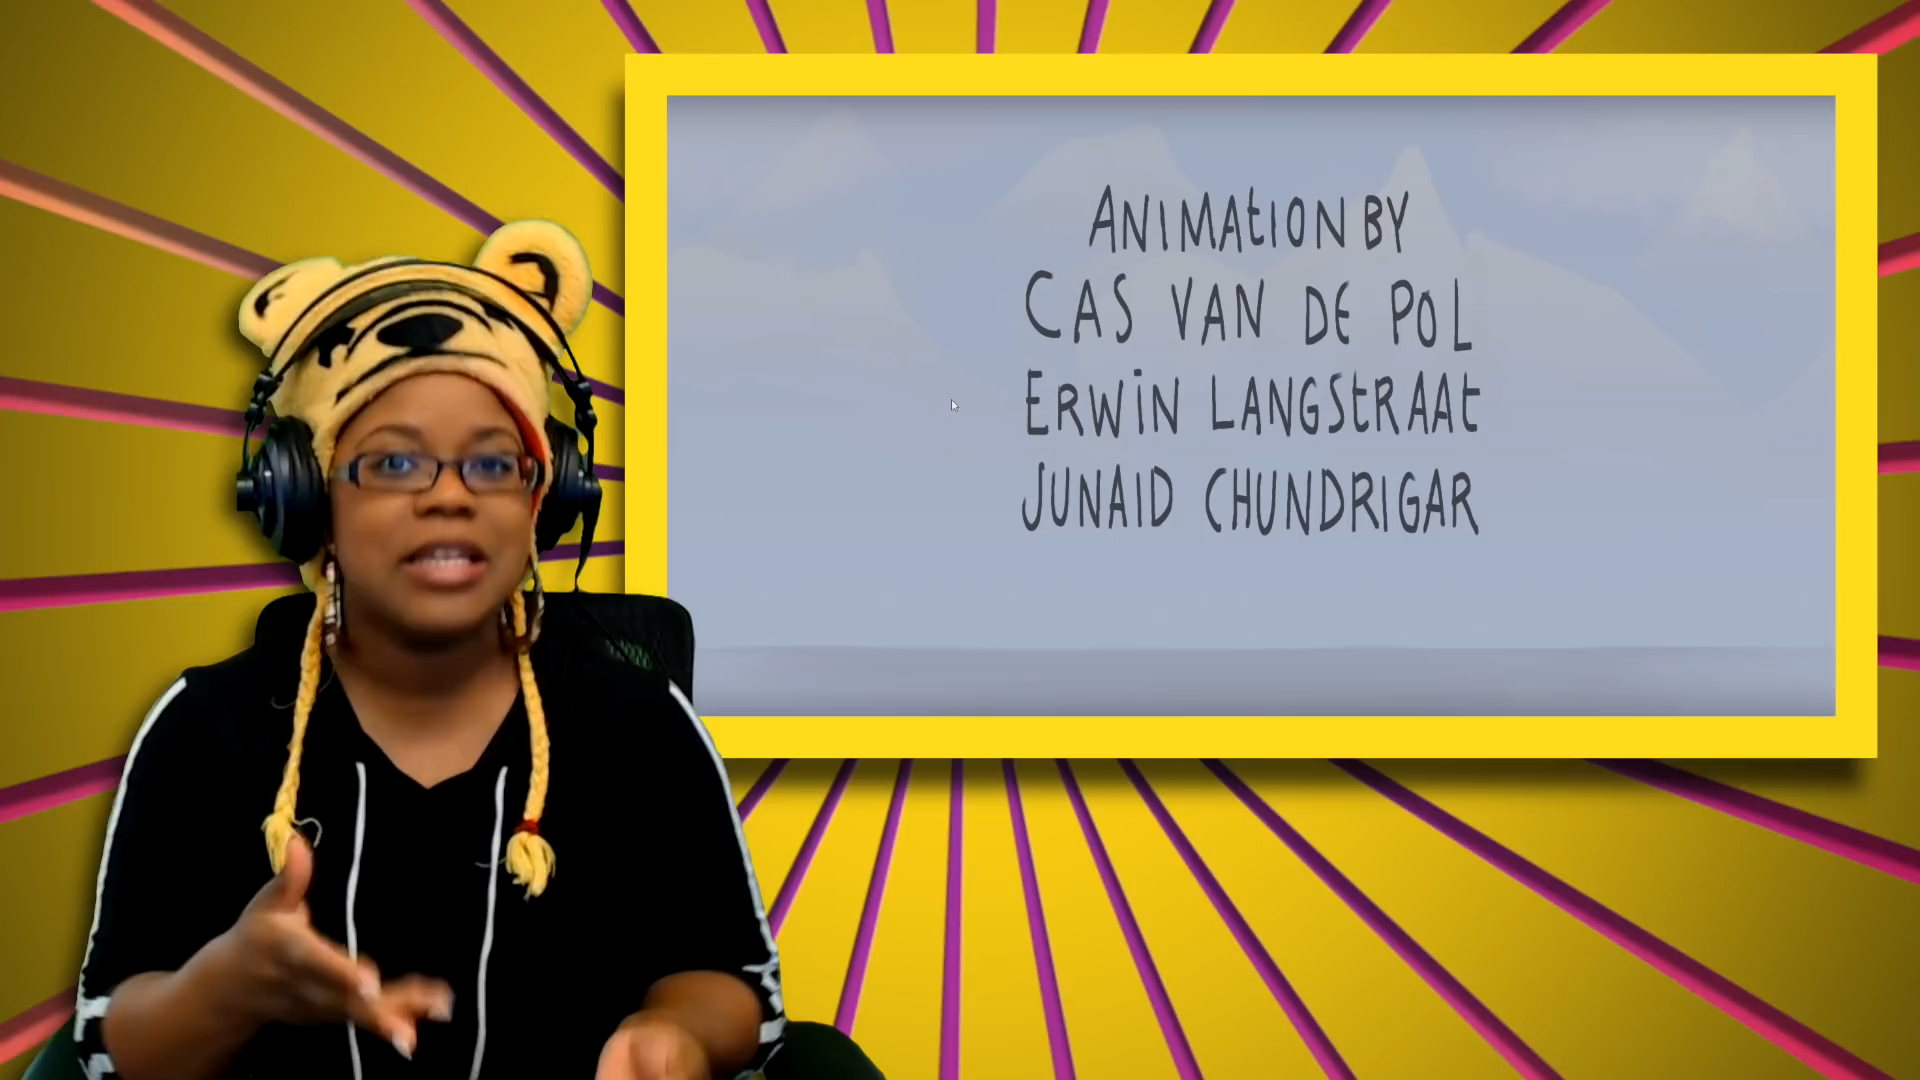 ANIMAtION BY
CAS VAN DE POL
ERWiN LANGStRAAt
JUNAID CHUNDRIGAR